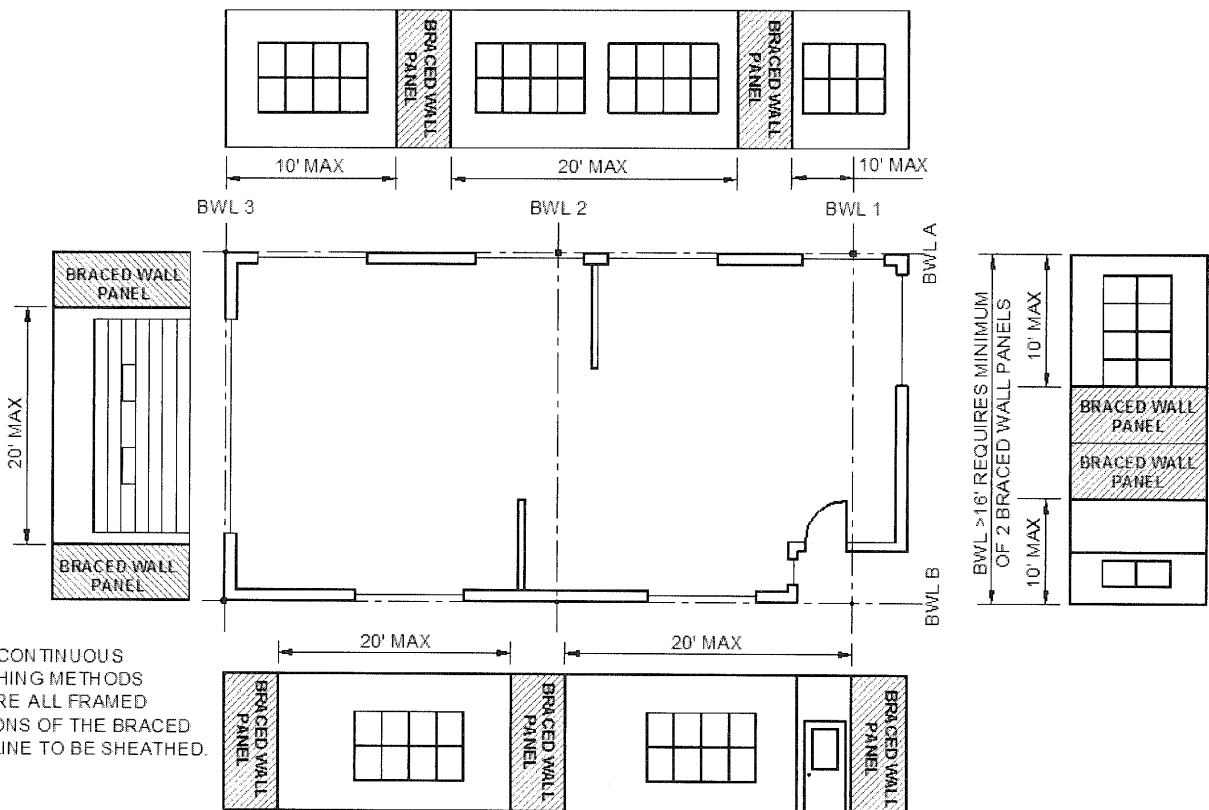 BRACED WALL
PANEL
BRACED WALL
PANEL
10' MAX
20' MAX
10' MAX
BWL 3
BWL 2
BWL 1
BWL A
BRACED WALL
PANEL
20' MAX
BRACED WALL
PANEL
BWL >16' REQUIRES MINIMUM
OF 2 BRACED WALL PANELS
10' MAX
BRACED WALL
PANEL
BRACED WALL
PANEL
10' MAX
BWL B
20' MAX
20' MAX
CONTINUOUS
HING METHODS
RE ALL FRAMED
ONS OF THE BRACED
INE TO BE SHEATHED.
BRACED WALL
PANEL
BRACED WALL
PANEL
BRACED WALL
PANEL